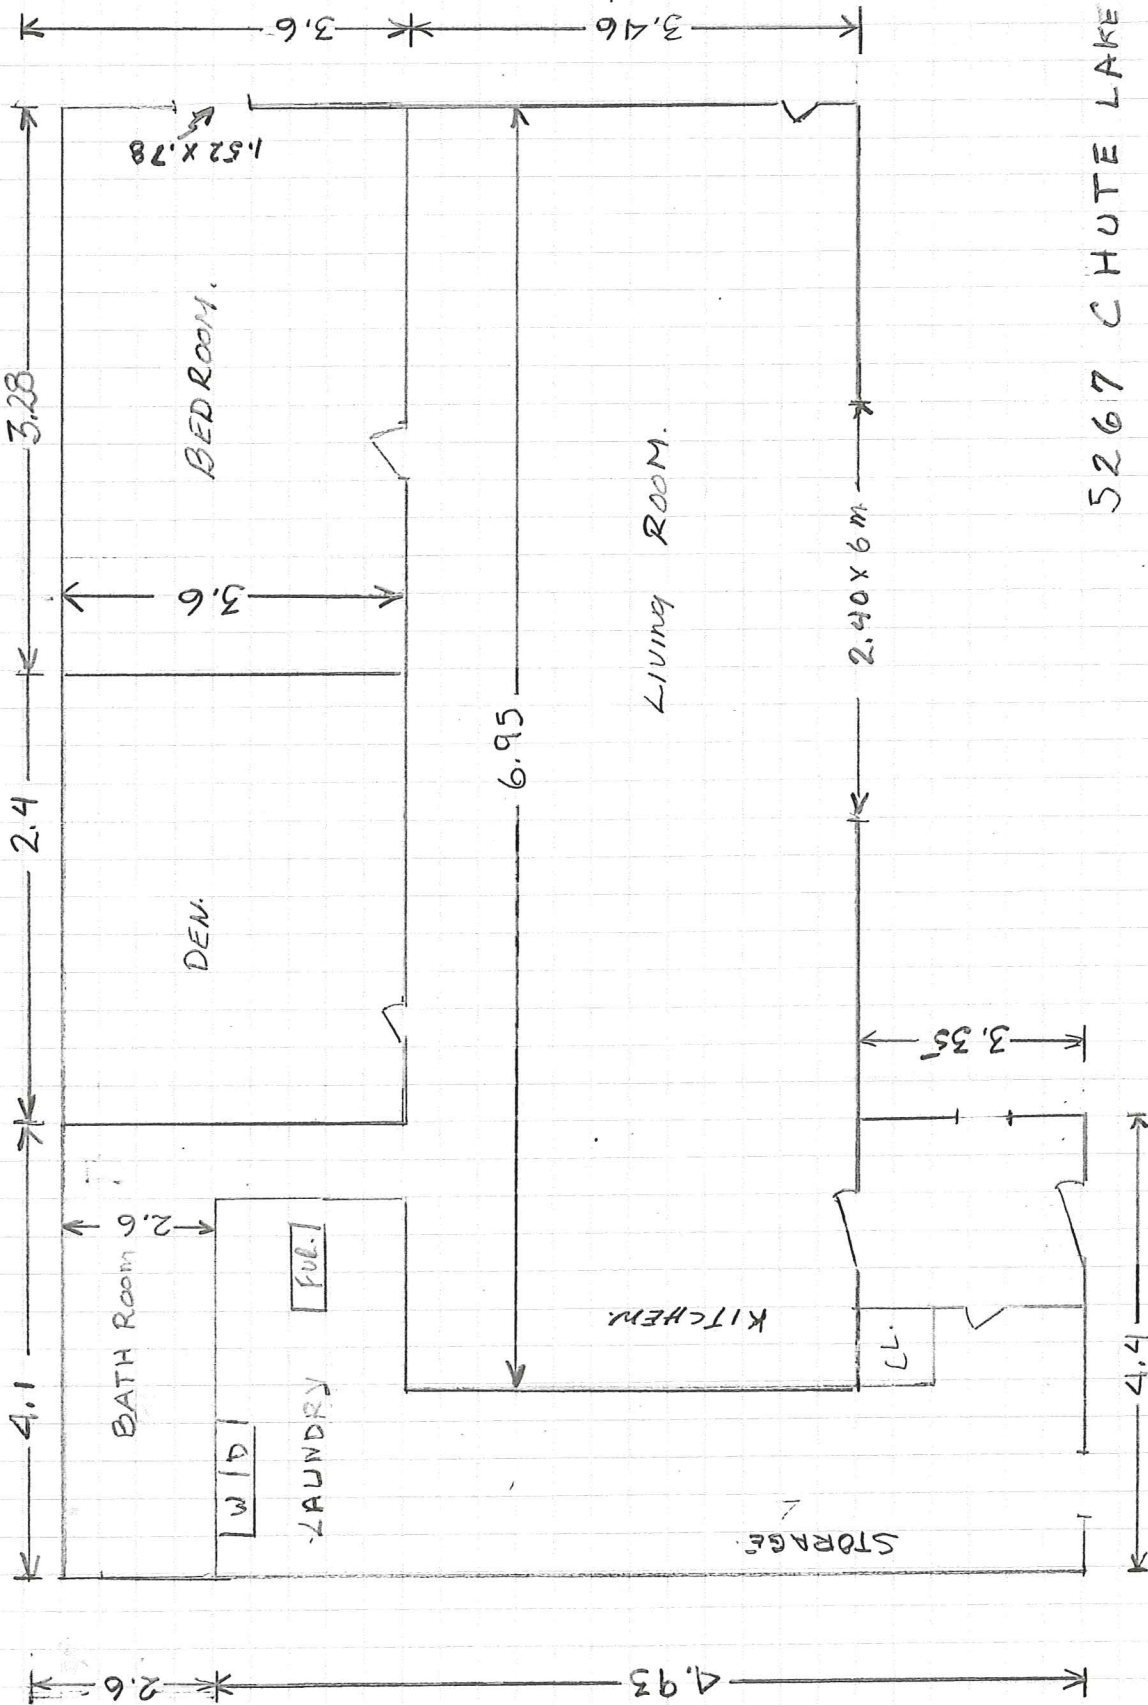 3.6
3.46
3.28
2.4
4.1
1.52 X .78
BEDROOM.
3.6
DEN.
6.95
LIVING ROOM.
2.40 X 6 m
BATH ROOM
2.6
W/D
FUR.
LAUNDRY
KITCHEN
3.35
STORAGE
4.4
2.6
4.93
5267 CHUTE LAKE